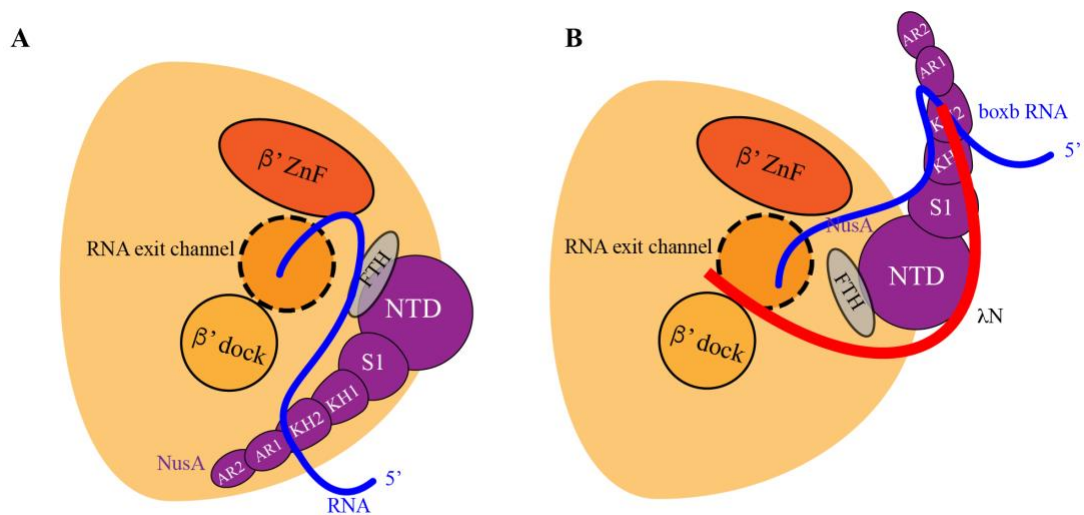 A
β’ ZnF
RNA exit channel
FTH
NTD
β’ dock
S1
KH1
KH2
AR1
AR2
NusA
5’
RNA
B
AR2
AR1
boxb RNA
5’
β’ ZnF
S1
NusA
RNA exit channel
NTD
FTH
λN
β’ dock